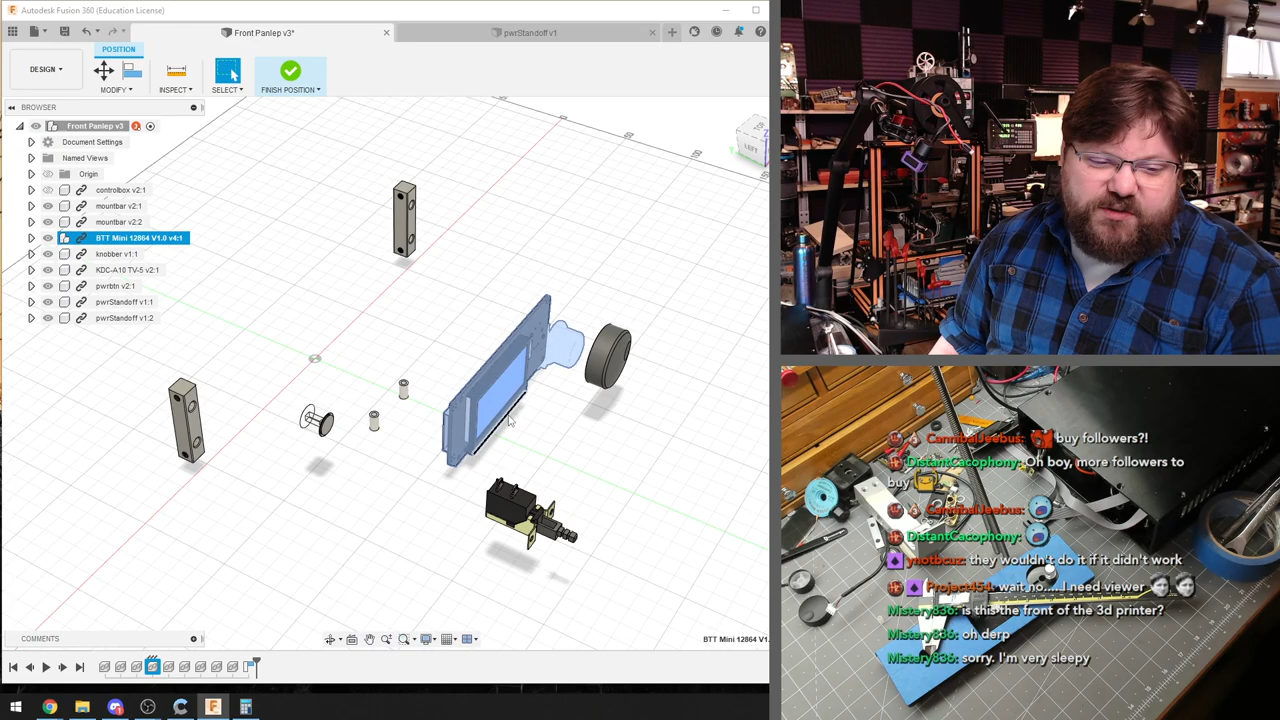 Autodesk Fusion 360 (Education License)
Front Panlep v3*
pwrStandoff v1
POSITION
DESIGN
MODIFY
INSPECT
SELECT
FINISH POSITION
BROWSER
Front Panlep v3
Document Settings
Named Views
Origin
controlbox v2:1
mountbar v2:1
mountbar v2:2
BTT Mini 12864 V1.0 v4:1
knobber v1:1
KDC-A10 TV-5 v2:1
pwrbtn v2:1
pwrStandoff v1:1
pwrStandoff v1:2
LEFT
COMMENTS
BTT Mini 12864 V1.
CannibalJeebus: buy followers?!
DistantCacophony: Oh boy, more followers to
buy
CannibalJeebus:
DistantCacophony:
ynotbcuz: they wouldn't do it if it didn't work
Project454: wait no.... I need viewer
Mistery836: is this the front of the 3d printer?
Mistery836: oh derp
Mistery836: sorry. I'm very sleepy